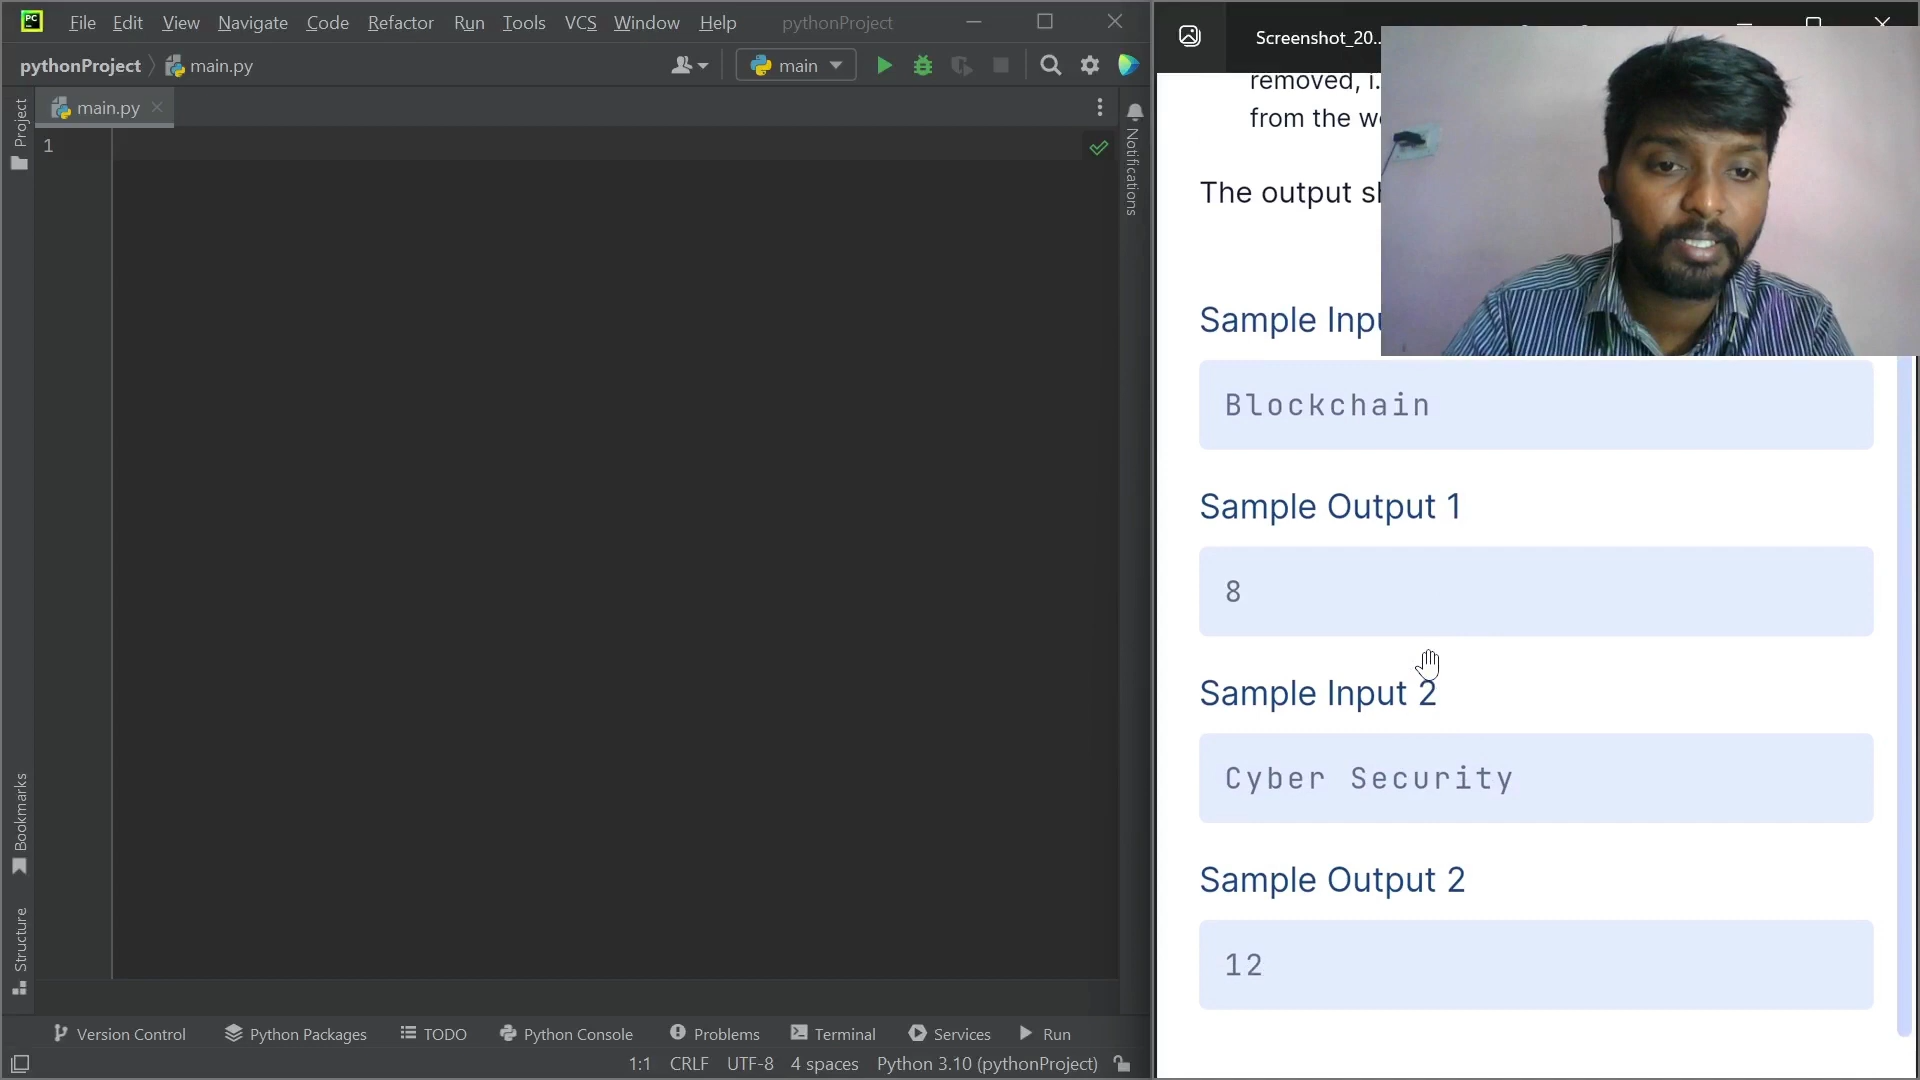 PC File Edit View Navigate Code Refactor Run Tools VCS Window Help pythonProject
pythonProject main.py main
main.py
1
Project
Bookmarks
Structure
Notifications
Version Control Python Packages TODO Python Console Problems Terminal Services Run
1:1 CRLF UTF-8 4 spaces Python 3.10 (pythonProject)
Screenshot_20...
removed, i.
from the
The output
Sample
Blockchain
Sample Output 1
8
Sample Input 2
Cyber Security
Sample Output 2
12